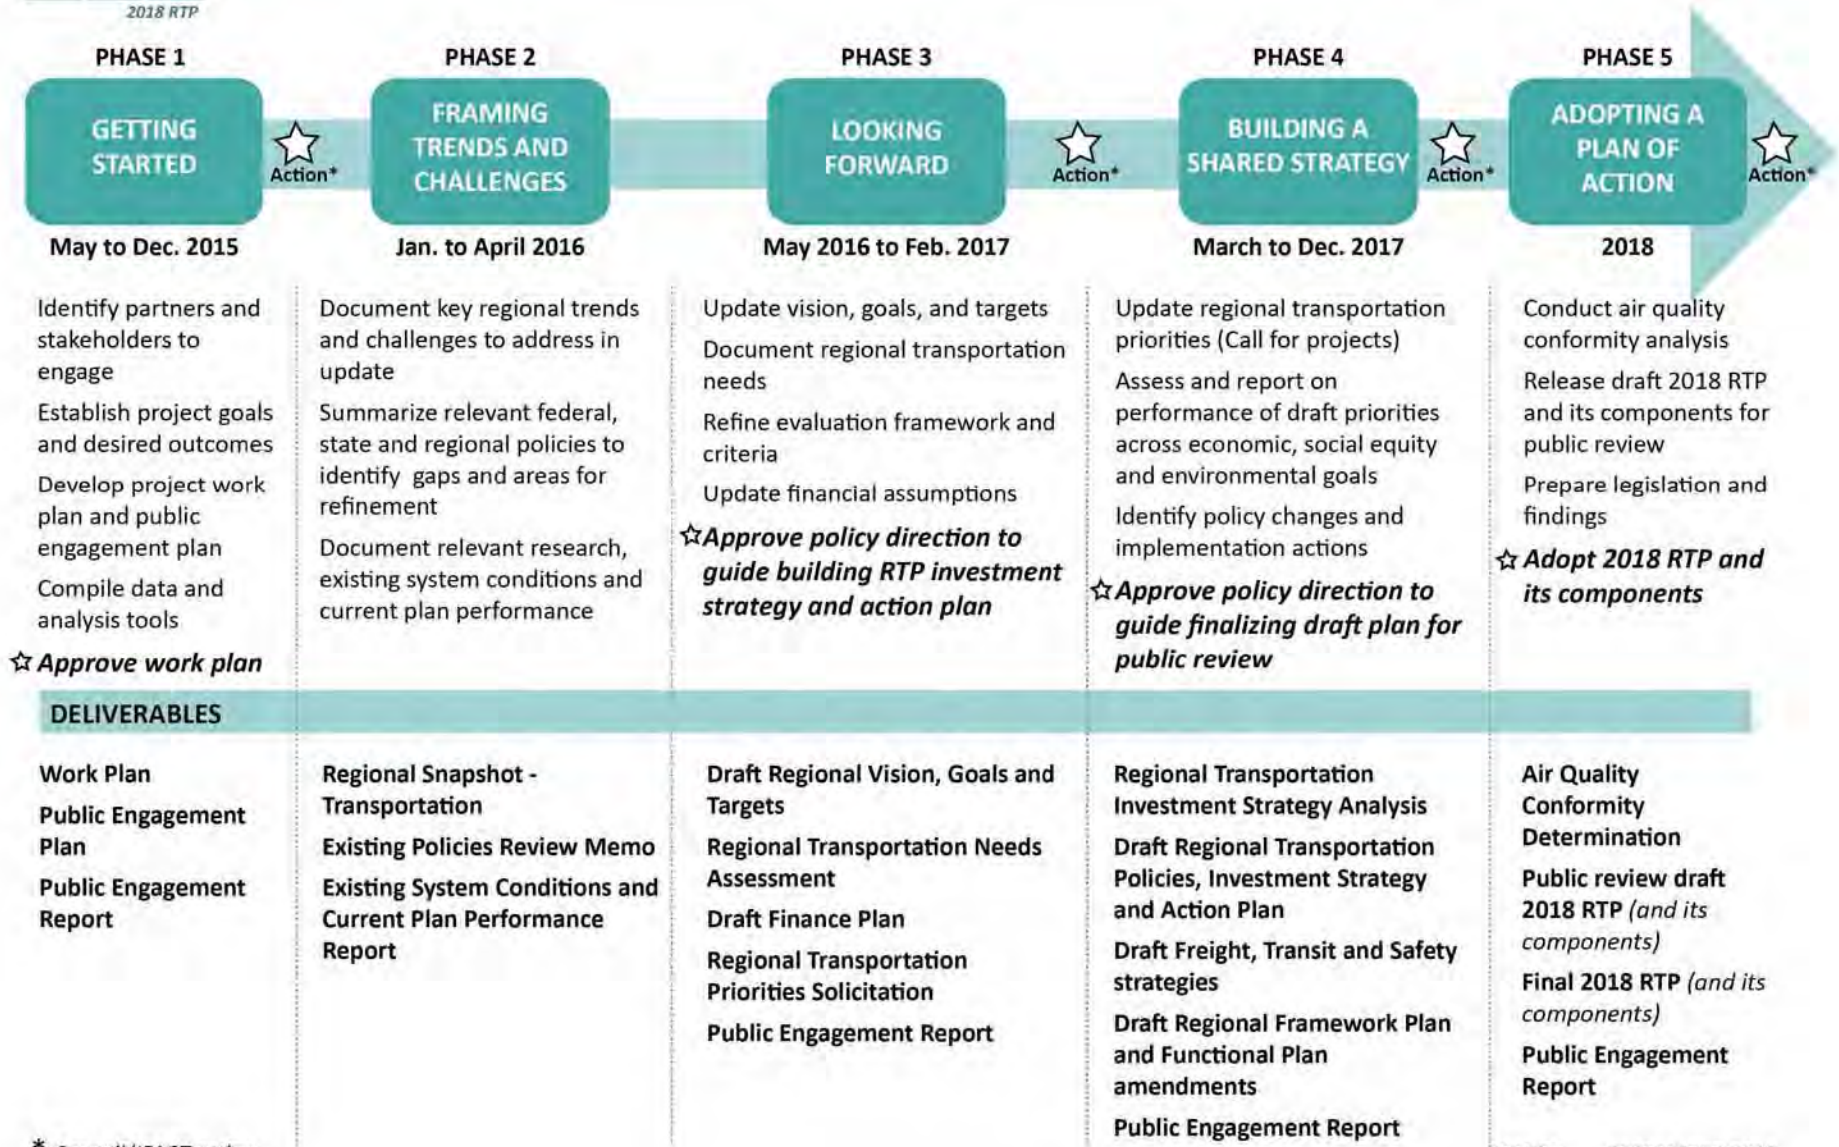 2018 RTP
PHASE 1
PHASE 2
PHASE 3
PHASE 4
PHASE 5
GETTING
STARTED
Action*
FRAMING
TRENDS AND
CHALLENGES
LOOKING
FORWARD
Action*
BUILDING A
SHARED STRATEGY
Action*
ADOPTING A
PLAN OF
ACTION
Action*
May to Dec. 2015
Jan. to April 2016
May 2016 to Feb. 2017
March to Dec. 2017
2018
Identify partners and
stakeholders to
engage
Establish project goals
and desired outcomes
Develop project work
plan and public
engagement plan
Compile data and
analysis tools
Approve work plan
Document key regional trends
and challenges to address in
update
Summarize relevant federal,
state and regional policies to
identify gaps and areas for
refinement
Document relevant research,
existing system conditions and
current plan performance
Update vision, goals, and targets
Document regional transportation
needs
Refine evaluation framework and
criteria
Update financial assumptions
Approve policy direction to
guide building RTP investment
strategy and action plan
Update regional transportation
priorities (Call for projects)
Assess and report on
performance of draft priorities
across economic, social equity
and environmental goals
Identify policy changes and
implementation actions
Approve policy direction to
guide finalizing draft plan for
public review
Conduct air quality
conformity analysis
Release draft 2018 RTP
and its components for
public review
Prepare legislation and
findings
Adopt 2018 RTP and
its components
DELIVERABLES
Work Plan
Public Engagement
Plan
Public Engagement
Report
Regional Snapshot -
Transportation
Existing Policies Review Memo
Existing System Conditions and
Current Plan Performance
Report
Draft Regional Vision, Goals and
Targets
Regional Transportation Needs
Assessment
Draft Finance Plan
Regional Transportation
Priorities Solicitation
Public Engagement Report
Regional Transportation
Investment Strategy Analysis
Draft Regional Transportation
Policies, Investment Strategy
and Action Plan
Draft Freight, Transit and Safety
strategies
Draft Regional Framework Plan
and Functional Plan
amendments
Public Engagement Report
Air Quality
Conformity
Determination
Public review draft
2018 RTP (and its
components)
Final 2018 RTP (and its
components)
Public Engagement
Report
*